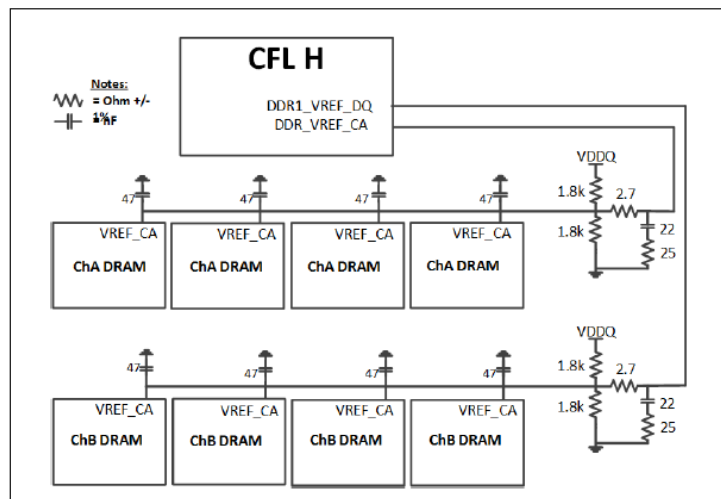 CFL H
Notes:
= Ohm +/-
1%
= nF
DDR1_VREF_DQ
DDR_VREF_CA
VDDQ
1.8k
2.7
47
47
47
47
1.8k
22
25
VREF_CA
VREF_CA
VREF_CA
VREF_CA
ChA DRAM
ChA DRAM
ChA DRAM
ChA DRAM
VDDQ
1.8k
2.7
47
47
47
47
1.8k
22
25
VREF_CA
VREF_CA
VREF_CA
VREF_CA
ChB DRAM
ChB DRAM
ChB DRAM
ChB DRAM